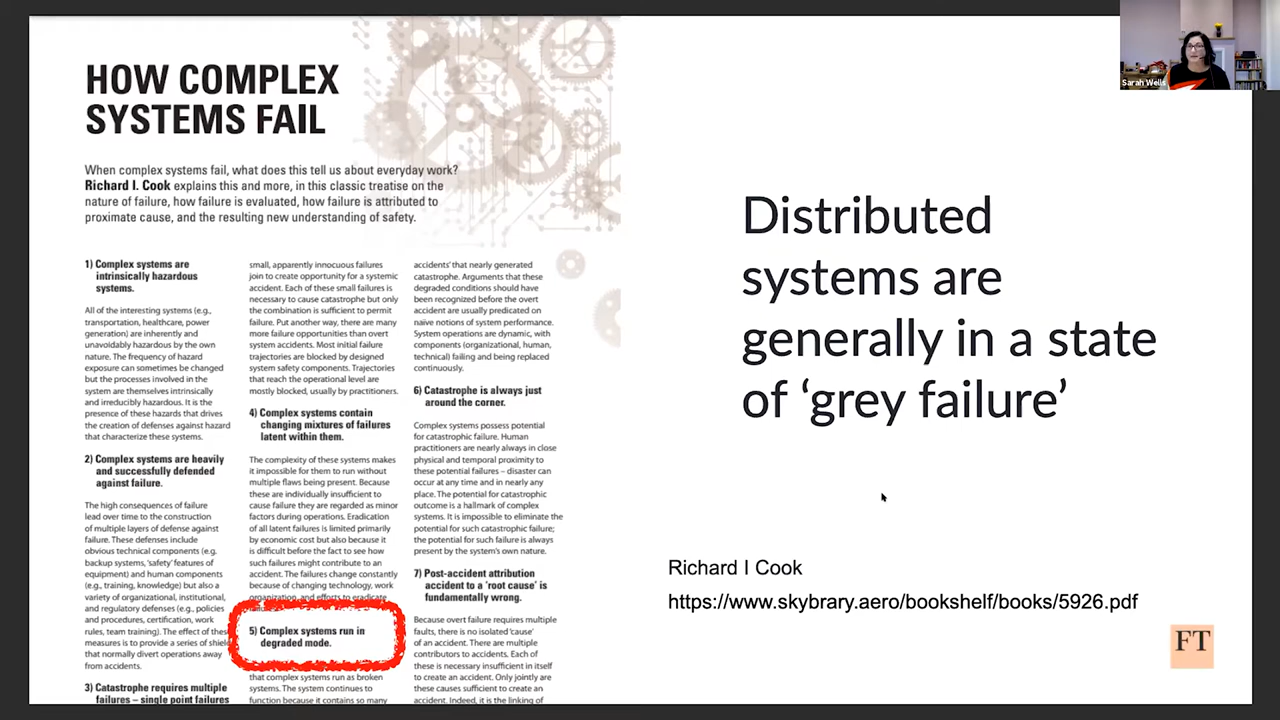 HOW COMPLEX
SYSTEMS FAIL
When complex systems fail, what does this tell us about everyday work?
Richard I. Cook explains this and more, in this classic treatise on the
nature of failure, how failure is evaluated, how failure is attributed to
proximate cause, and the resulting new understanding of safety.
1) Complex systems are
intrinsically hazardous
systems.
All of the interesting systems (e.g.,
transportation, healthcare, power
generation) are inherently and
unavoidably hazardous by the own
nature. The frequency of hazard
exposure can sometimes be changed
but the processes involved in the
system are themselves intrinsically
and irreducibly hazardous. It is the
presence of these hazards that drives
the creation of defenses against hazard
that characterize these systems.
2) Complex systems are heavily
and successfully defended
against failure.
The high consequences of failure
lead over time to the construction
of multiple layers of defense against
failure. These defenses include
obvious technical components (e.g.
backup systems, ‘safety’ features of
equipment) and human components
(e.g., training, knowledge) but also a
variety of organizational, institutional,
and regulatory defenses (e.g., policies
and procedures, certification, work
rules, team training). The effect of these
measures is to provide a series of shield
that normally divert operations away
from accidents.
3) Catastrophe requires multiple
failures – single point failures
small, apparently innocuous failures
join to create opportunity for a systemic
accident. Each of these small failures is
necessary to cause catastrophe but only
the combination is sufficient to permit
failure. Put another way, there are many
more failure opportunities than overt
system accidents. Most initial failure
trajectories are blocked by designed
system safety components. Trajectories
that reach the operational level are
mostly blocked, usually by practitioners.
4) Complex systems contain
changing mixtures of failures
latent within them.
The complexity of these systems makes
it impossible for them to run without
multiple flaws being present. Because
these are individually insufficient to
cause failure they are regarded as minor
factors during operations. Eradication
of all latent failures is limited primarily
by economic cost but also because it
is difficult before the fact to see how
such failures might contribute to an
accident. The failures change constantly
because of changing technology, work
organization, and efforts to eradicate
5) Complex systems run in
degraded mode.
that complex systems run as broken
systems. The system continues to
function because it contains so many
accidents’ that nearly generated
catastrophe. Arguments that these
degraded conditions should have
been recognized before the overt
accident are usually predicated on
naive notions of system performance.
System operations are dynamic, with
components (organizational, human,
technical) failing and being replaced
continuously.
6) Catastrophe is always just
around the corner.
Complex systems possess potential
for catastrophic failure. Human
practitioners are nearly always in close
physical and temporal proximity to
these potential failures – disaster can
occur at any time and in nearly any
place. The potential for catastrophic
outcome is a hallmark of complex
systems. It is impossible to eliminate the
potential for such catastrophic failure;
the potential for such failure is always
present by the system’s own nature.
7) Post-accident attribution
accident to a ‘root cause’ is
fundamentally wrong.
Because overt failure requires multiple
faults, there is no isolated ‘cause’
of an accident. There are multiple
contributors to accidents. Each of
these is necessary insufficient in itself
to create an accident. Only jointly are
these causes sufficient to create an
accident. Indeed, it is the linking of
Distributed
systems are
generally in a state
of ‘grey failure’
Richard I Cook
https://www.skybrary.aero/bookshelf/books/5926.pdf
FT
Sarah Wells